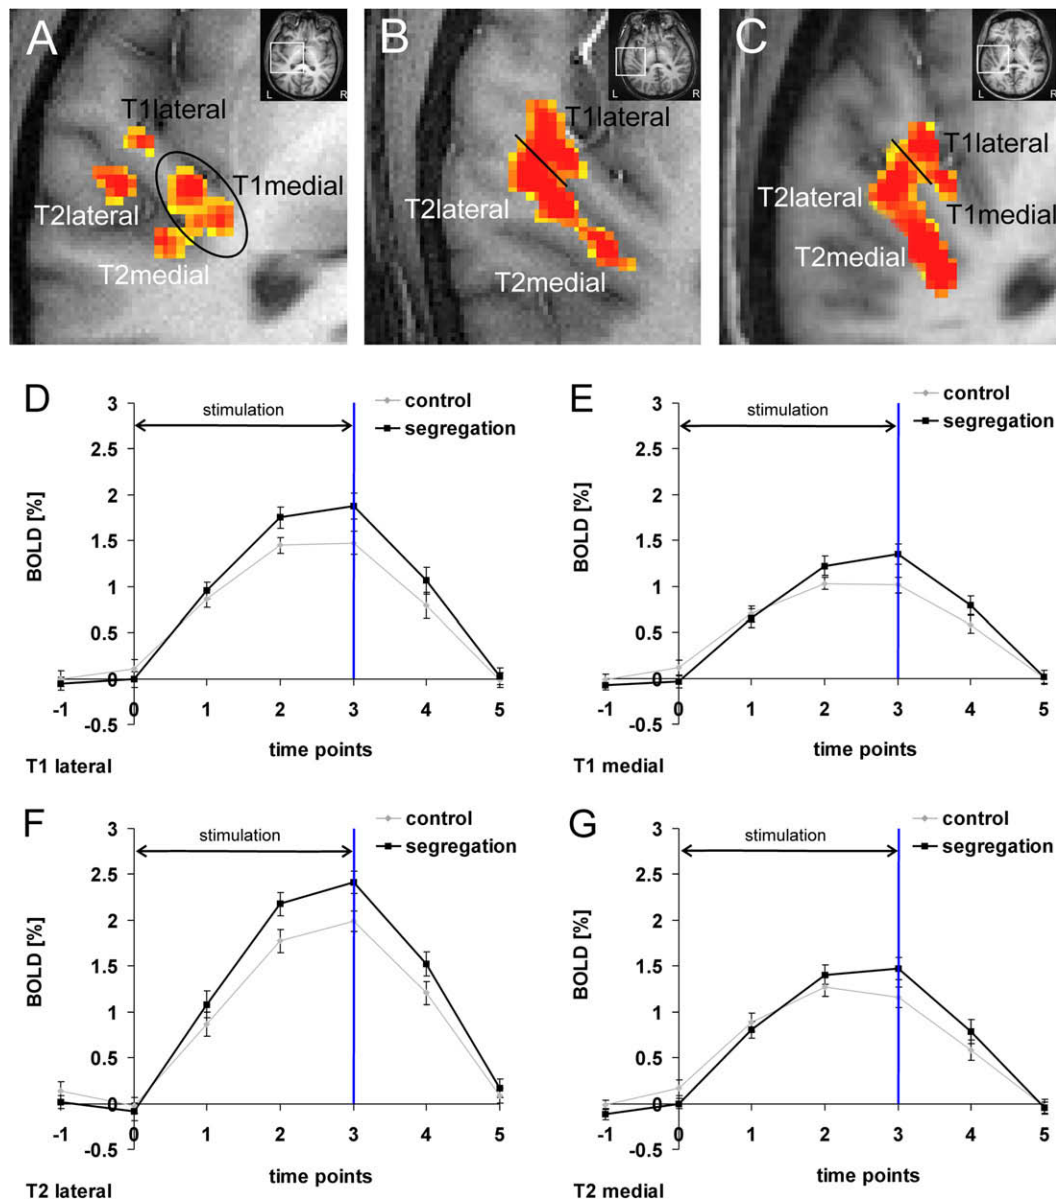 A
T1lateral
T1medial
T2lateral
T2medial
L R
B
T1lateral
T2lateral
T2medial
L R
C
T1lateral
T2lateral
T1medial
T2medial
L R
D
control
segregation
stimulation
BOLD [%]
3
2.5
2
1.5
1
0.5
0
-0.5
-1 0 1 2 3 4 5
time points
T1 lateral
E
control
segregation
stimulation
BOLD [%]
3
2.5
2
1.5
1
0.5
0
-0.5
-1 0 1 2 3 4 5
time points
T1 medial
F
control
segregation
stimulation
BOLD [%]
3
2.5
2
1.5
1
0.5
0
-0.5
-1 0 1 2 3 4 5
time points
T2 lateral
G
control
segregation
stimulation
BOLD [%]
3
2.5
2
1.5
1
0.5
0
-0.5
-1 0 1 2 3 4 5
time points
T2 medial